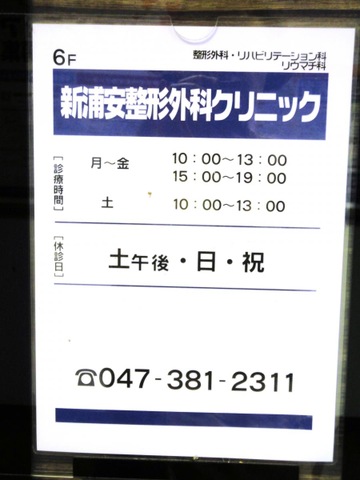 6F
整形外科・リハビリテーション科
リウマチ科
新浦安整形外科クリニック
[診療時間]
月～金 10:00～13:00
15:00～19:00
土 10:00～13:00
[休診日]
土午後・日・祝
☎047-381-2311